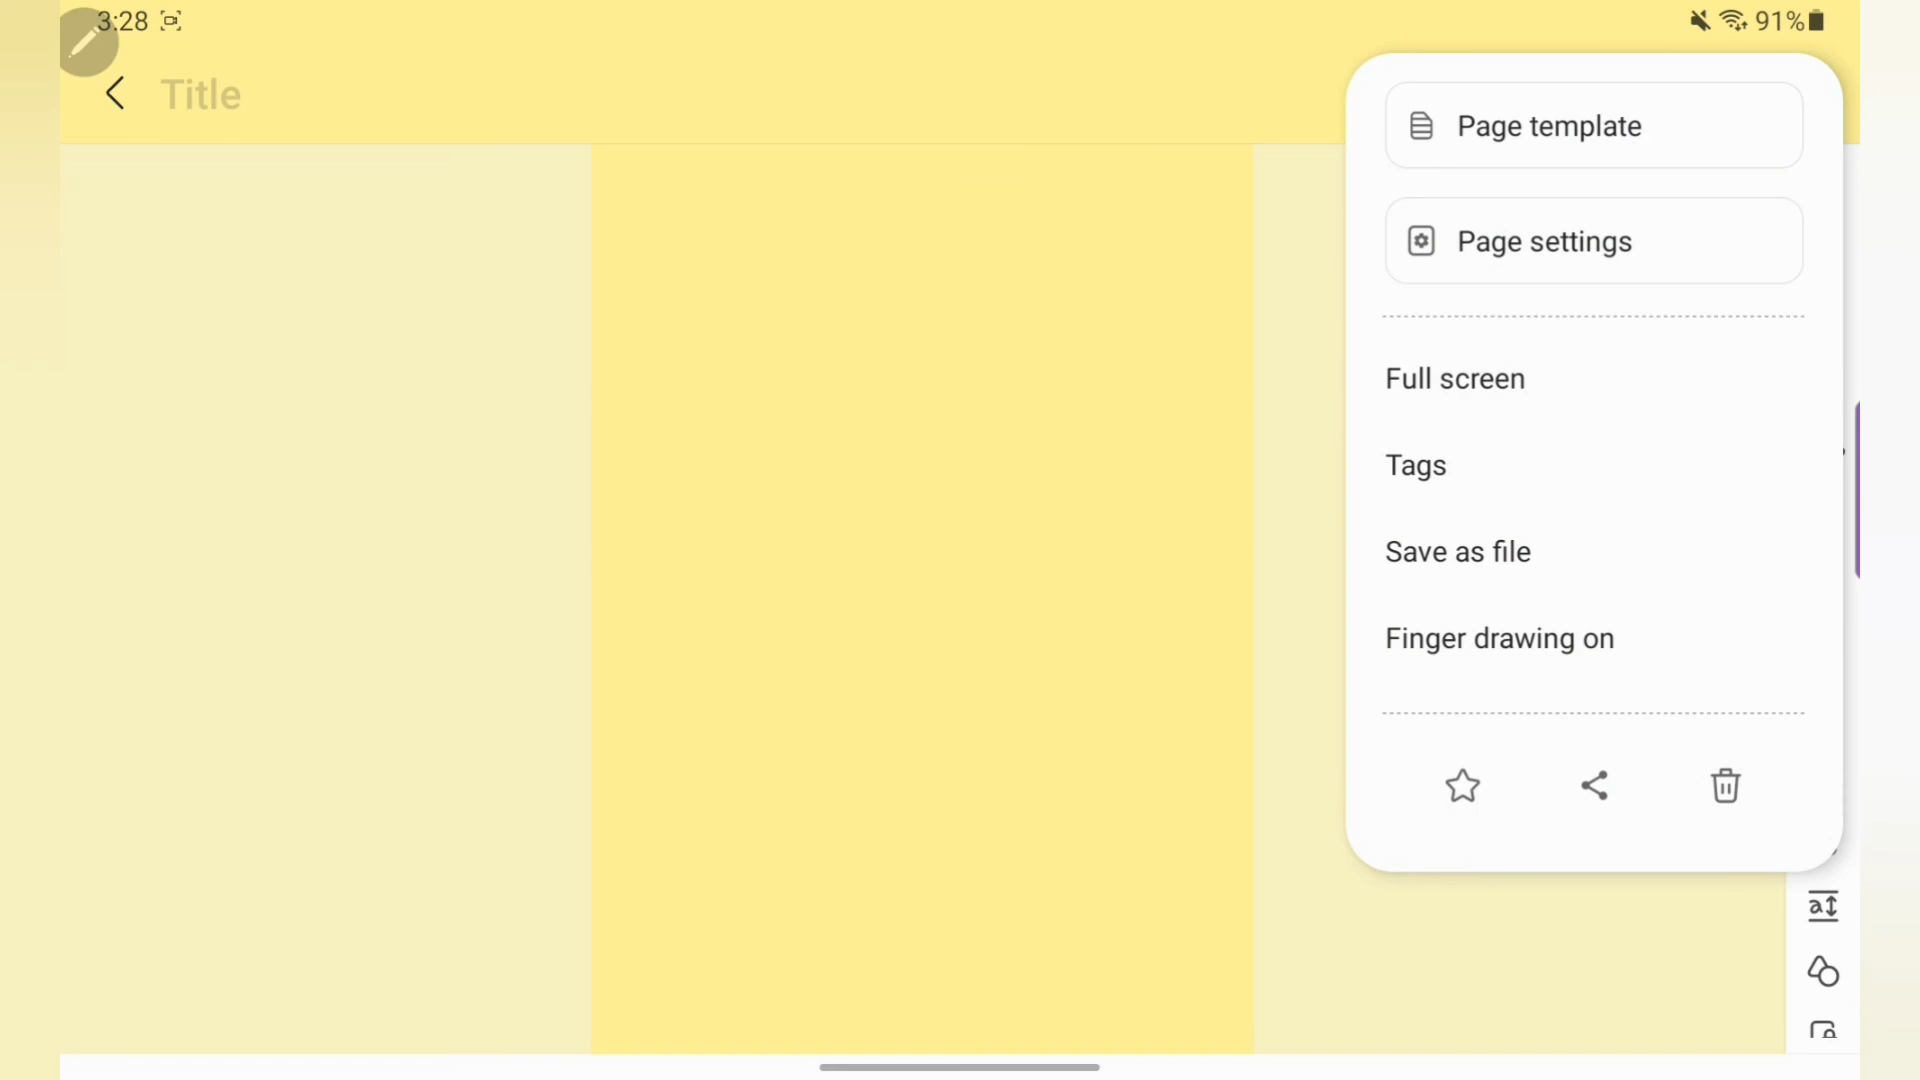 3:28
91%
Title
Page template
Page settings
Full screen
Tags
Save as file
Finger drawing on
a